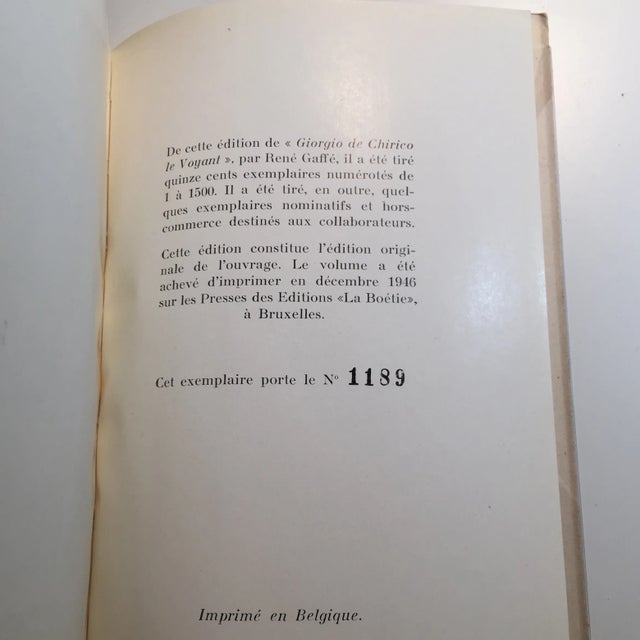 De cette édition de « Giorgio de Chirico
le Voyant », par René Gaffé, il a été tiré
quinze cents exemplaires numérotés de
1 à 1500. Il a été tiré, en outre, quel-
ques exemplaires nominatifs et hors-
commerce destinés aux collaborateurs.
Cette édition constitue l'édition origi-
nale de l'ouvrage. Le volume a été
achevé d'imprimer en décembre 1946
sur les Presses des Editions «La Boétie»,
à Bruxelles.
Cet exemplaire porte le N° 1189
Imprimé en Belgique.